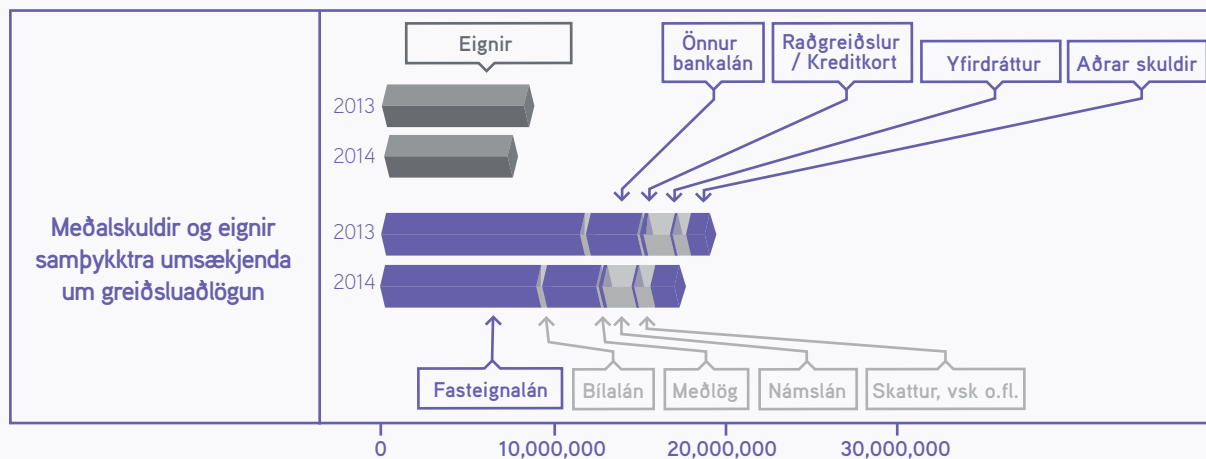 Meðalskuldir og eignir
samþykktra umsækjenda
um greiðsluaðlögun
Eignir
Önnur
bankalán
Raðgreiðslur
/ Kreditkort
Yfirdráttur
Aðrar skuldir
2013
2014
2013
2014
Fasteignalán
Bílalán
Meðlög
Námslán
Skattur, vsk o.fl.
0
10,000,000
20,000,000
30,000,000